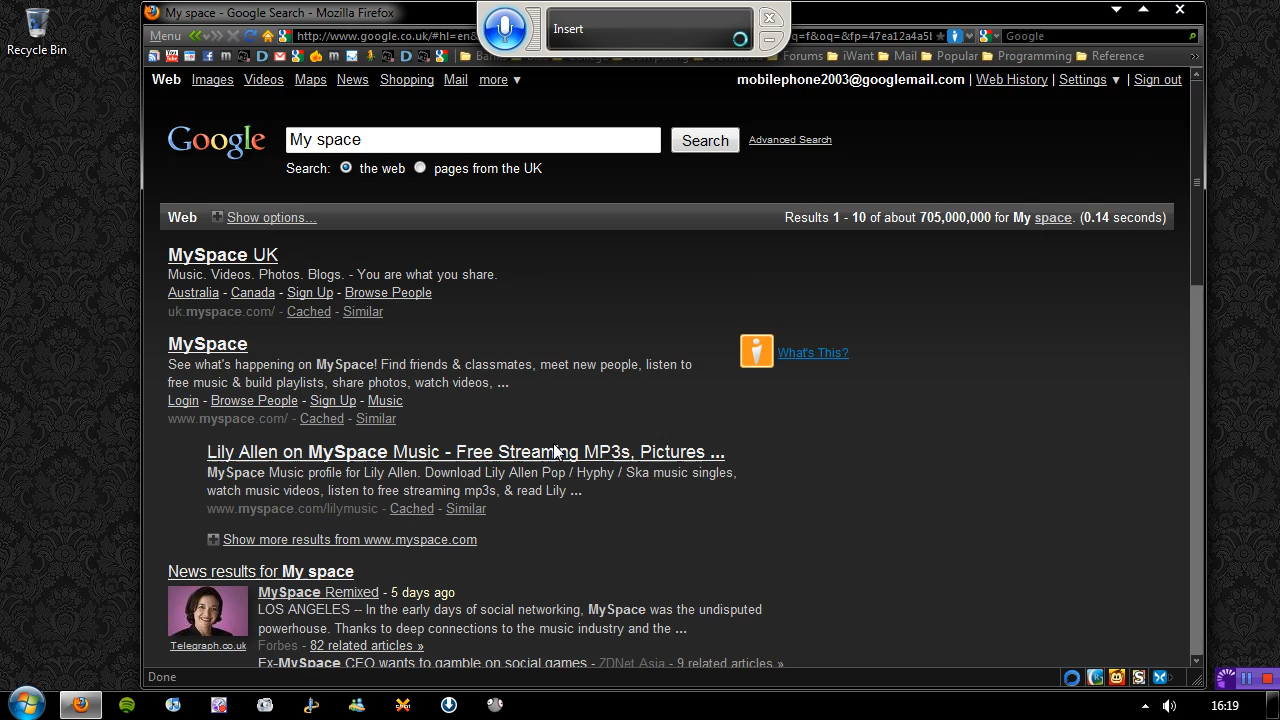 My space - Google Search - Mozilla Firefox
Insert
Recycle Bin
Menu
http://www.google.co.uk/#hl=en&
=f&oq=&fp=47ea12a4a5b
Google
Forums iWant Mail Popular Programming Reference
Web Images Videos Maps News Shopping Mail more ▼
mobilephone2003@googlemail.com | Web History | Settings ▼ | Sign out
Google
My space
Search
Advanced Search
Search: the web pages from the UK
Web Show options...
Results 1 - 10 of about 705,000,000 for My space. (0.14 seconds)
MySpace UK
Music. Videos. Photos. Blogs. - You are what you share.
Australia - Canada - Sign Up - Browse People
uk.myspace.com/ - Cached - Similar
MySpace
What's This?
See what's happening on MySpace! Find friends & classmates, meet new people, listen to
free music & build playlists, share photos, watch videos, ...
Login - Browse People - Sign Up - Music
www.myspace.com/ - Cached - Similar
Lily Allen on MySpace Music - Free Streaming MP3s, Pictures ...
MySpace Music profile for Lily Allen. Download Lily Allen Pop / Hyphy / Ska music singles,
watch music videos, listen to free streaming mp3s, & read Lily ...
www.myspace.com/lilymusic - Cached - Similar
Show more results from www.myspace.com
News results for My space
MySpace Remixed - 5 days ago
LOS ANGELES -- In the early days of social networking, MySpace was the undisputed
powerhouse. Thanks to deep connections to the music industry and the ...
Forbes - 82 related articles »
Telegraph.co.uk
Ex-MySpace CEO wants to gamble on social games - ZDNet Asia - 9 related articles »
Done
16:19